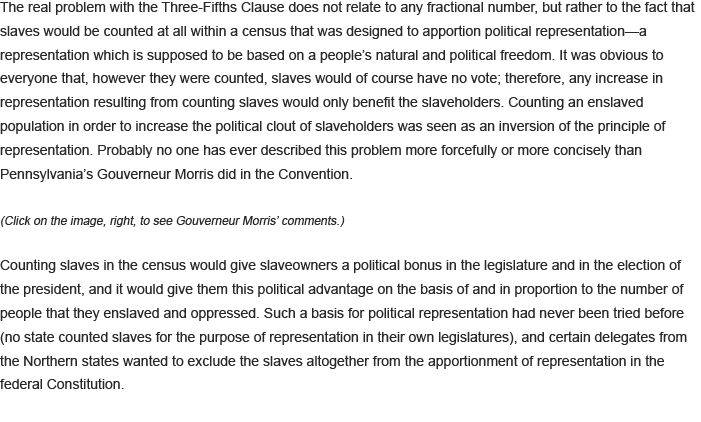 The real problem with the Three-Fifths Clause does not relate to any fractional number, but rather to the fact that
slaves would be counted at all within a census that was designed to apportion political representation—a
representation which is supposed to be based on a people's natural and political freedom. It was obvious to
everyone that, however they were counted, slaves would of course have no vote; therefore, any increase in
representation resulting from counting slaves would only benefit the slaveholders. Counting an enslaved
population in order to increase the political clout of slaveholders was seen as an inversion of the principle of
representation. Probably no one has ever described this problem more forcefully or more concisely than
Pennsylvania's Gouverneur Morris did in the Convention.
(Click on the image, right, to see Gouverneur Morris' comments.)
Counting slaves in the census would give slaveowners a political bonus in the legislature and in the election of
the president, and it would give them this political advantage on the basis of and in proportion to the number of
people that they enslaved and oppressed. Such a basis for political representation had never been tried before
(no state counted slaves for the purpose of representation in their own legislatures), and certain delegates from
the Northern states wanted to exclude the slaves altogether from the apportionment of representation in the
federal Constitution.